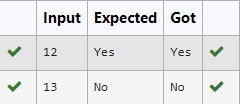 Input Expected Got
12 Yes Yes
13 No No